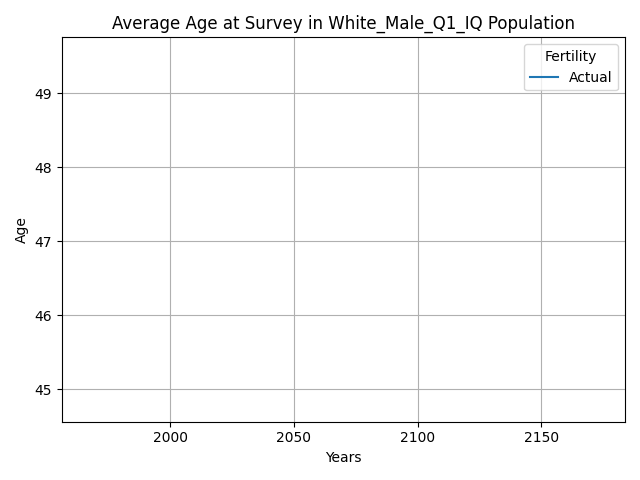 Average Age at Survey in White_Male_Q1_IQ Population
Fertility
Actual
49
48
47
46
45
Age
2000
2050
2100
2150
Years